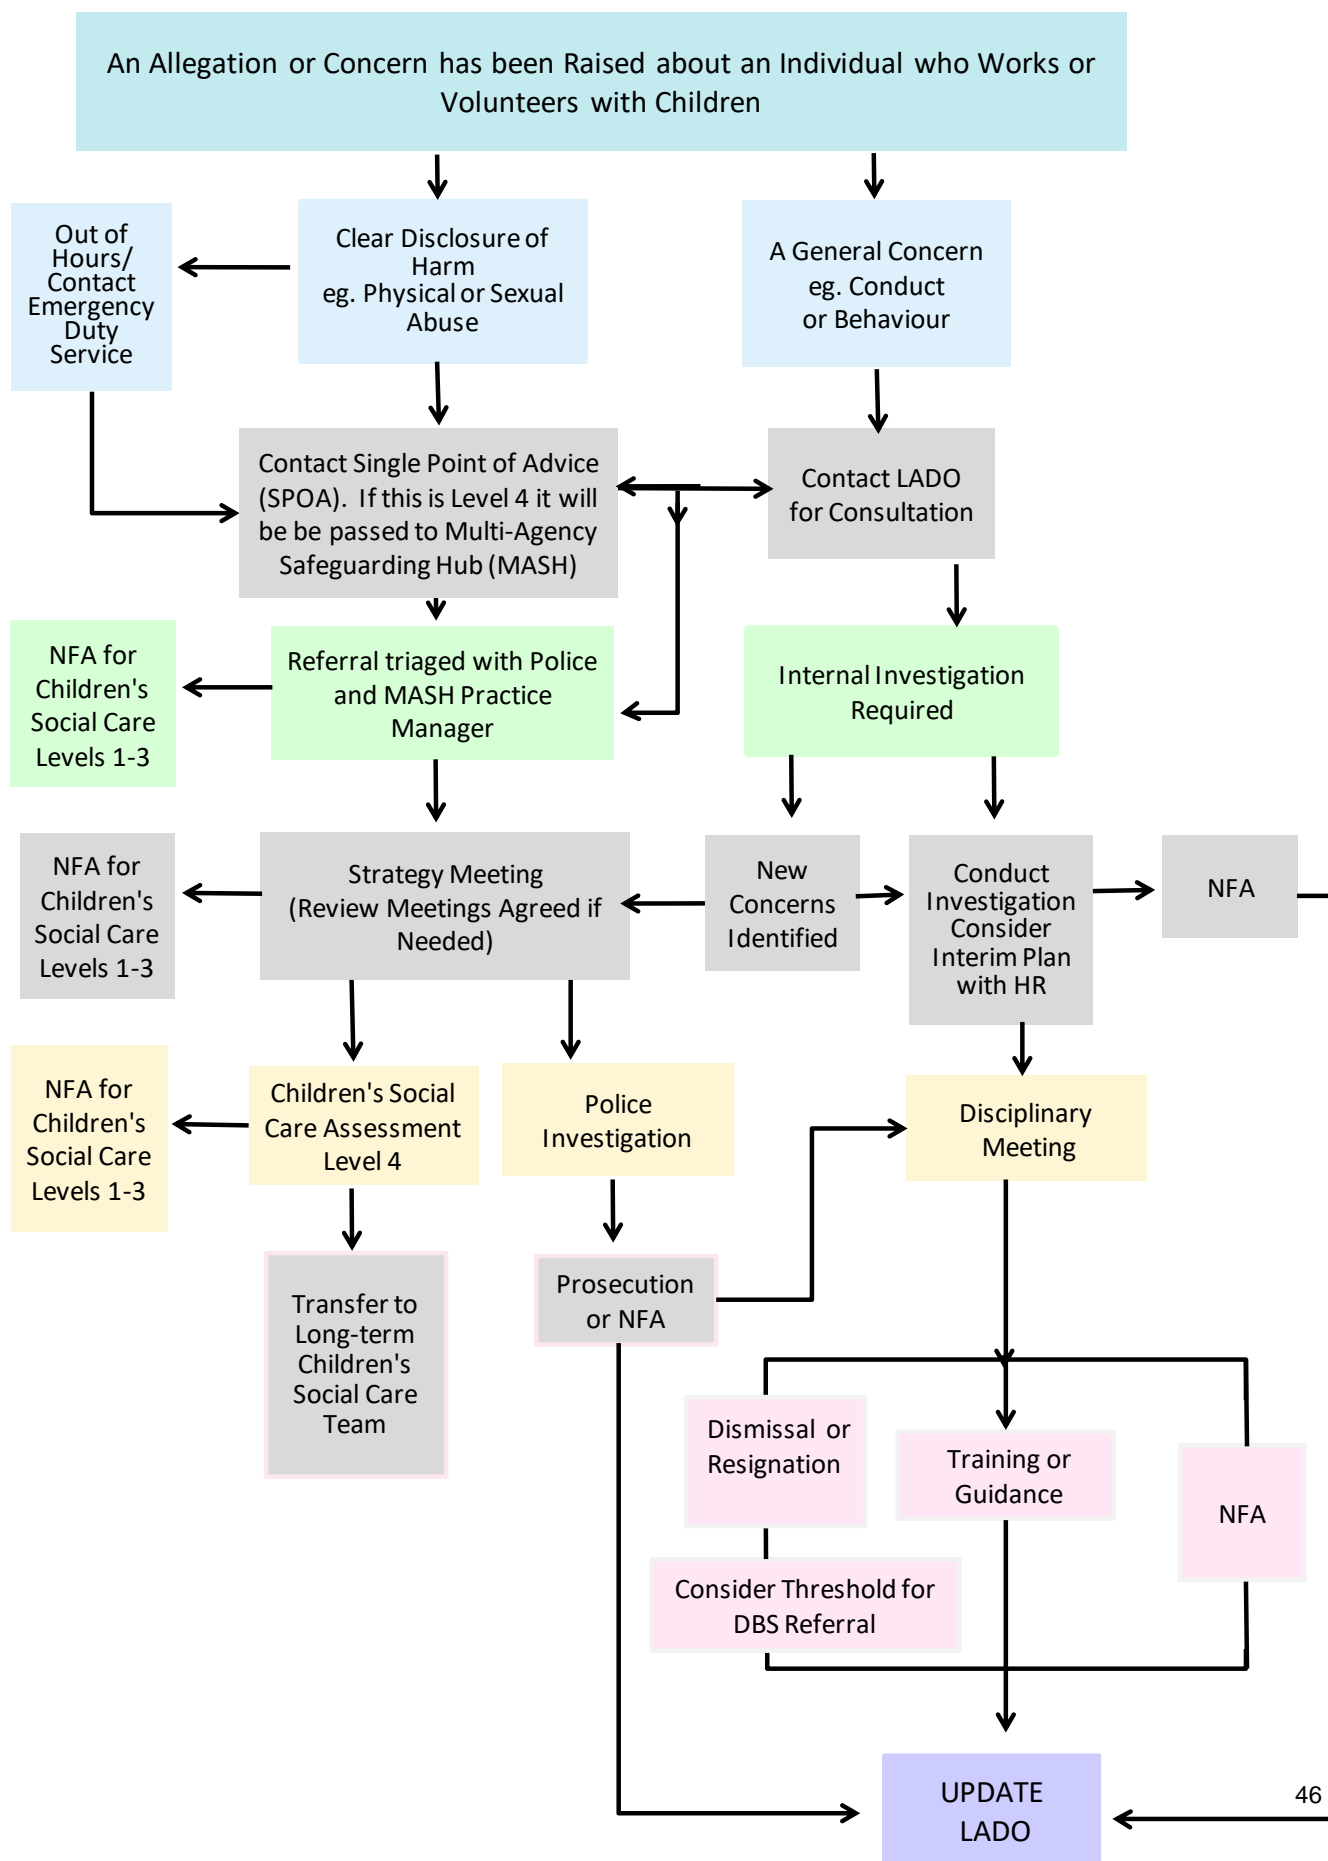 An Allegation or Concern has been Raised about an Individual who Works or
Volunteers with Children
Out of
Hours/
Contact
Emergency
Duty
Service
Clear Disclosure of
Harm
eg. Physical or Sexual
Abuse
A General Concern
eg. Conduct
or Behaviour
Contact Single Point of Advice
(SPOA). If this is Level 4 it will
be be passed to Multi-Agency
Safeguarding Hub (MASH)
Contact LADO
for Consultation
NFA for
Children's
Social Care
Levels 1-3
Referral triaged with Police
and MASH Practice
Manager
Internal Investigation
Required
NFA for
Children's
Social Care
Levels 1-3
Strategy Meeting
(Review Meetings Agreed if
Needed)
New
Concerns
Identified
Conduct
Investigation
Consider
Interim Plan
with HR
NFA
NFA for
Children's
Social Care
Levels 1-3
Children's Social
Care Assessment
Level 4
Police
Investigation
Disciplinary
Meeting
Transfer to
Long-term
Children's
Social Care
Team
Prosecution
or NFA
Dismissal or
Resignation
Training or
Guidance
NFA
Consider Threshold for
DBS Referral
UPDATE
LADO
46